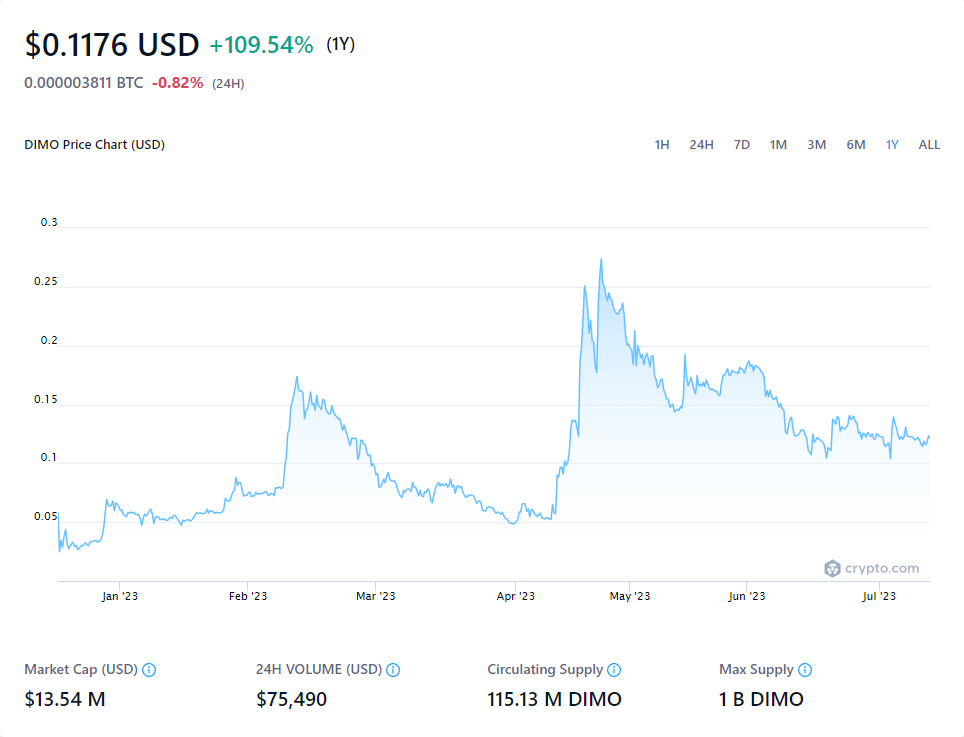 $0.1176 USD +109.54% (1Y)
0.000003811 BTC -0.82% (24H)
DIMO Price Chart (USD) 1H 24H 7D 1M 3M 6M 1Y ALL
0.3
0.25
0.2
0.15
0.1
0.05
crypto.com
Jan '23 Feb '23 Mar '23 Apr '23 May '23 Jun '23 Jul '23
Market Cap (USD) 24H VOLUME (USD) Circulating Supply Max Supply
$13.54 M $75,490 115.13 M DIMO 1 B DIMO